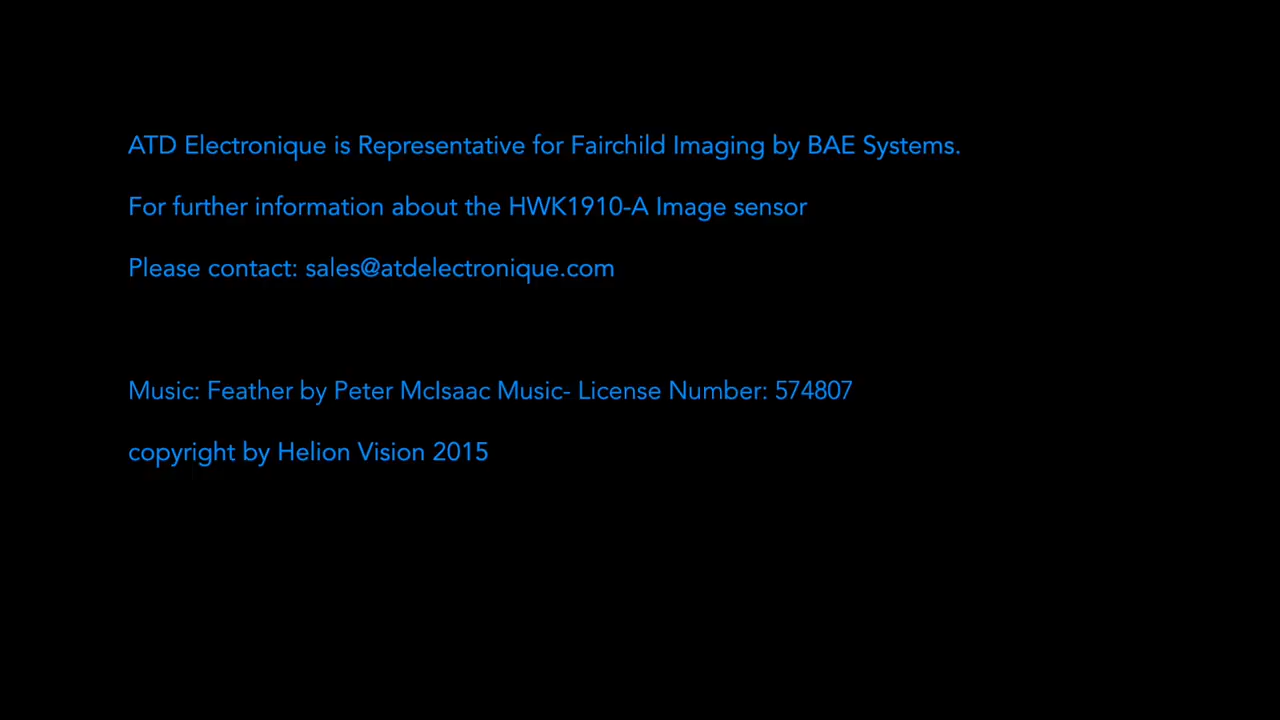 ATD Electronique is Representative for Fairchild Imaging by BAE Systems.
For further information about the HWK1910-A Image sensor
Please contact: sales@atdelectronique.com
Music: Feather by Peter McIsaac Music- License Number: 574807
copyright by Helion Vision 2015